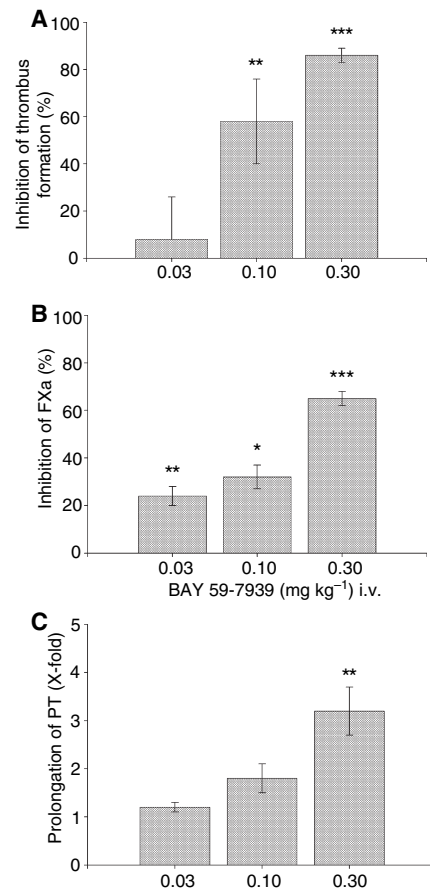 A
Inhibition of thrombus
formation (%)
100
80
60
40
20
0
**
***
0.03 0.10 0.30
B
Inhibition of FXa (%)
100
80
60
40
20
0
**
*
***
0.03 0.10 0.30
BAY 59-7939 (mg kg⁻¹) i.v.
C
Prolongation of PT (X-fold)
5
4
3
2
1
0
**
0.03 0.10 0.30